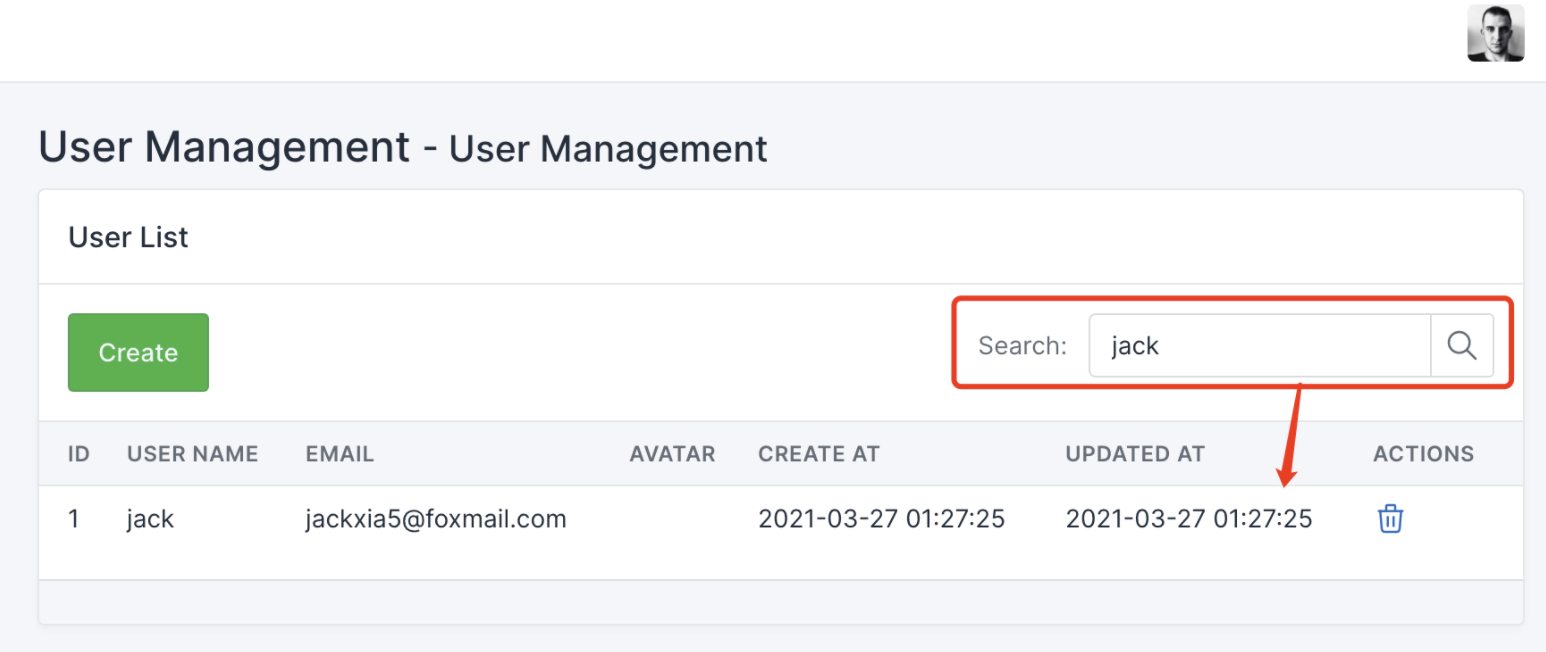 User Management - User Management
User List
Create
Search: jack
ID USER NAME EMAIL AVATAR CREATE AT UPDATED AT ACTIONS
1 jack jackxia5@foxmail.com 2021-03-27 01:27:25 2021-03-27 01:27:25